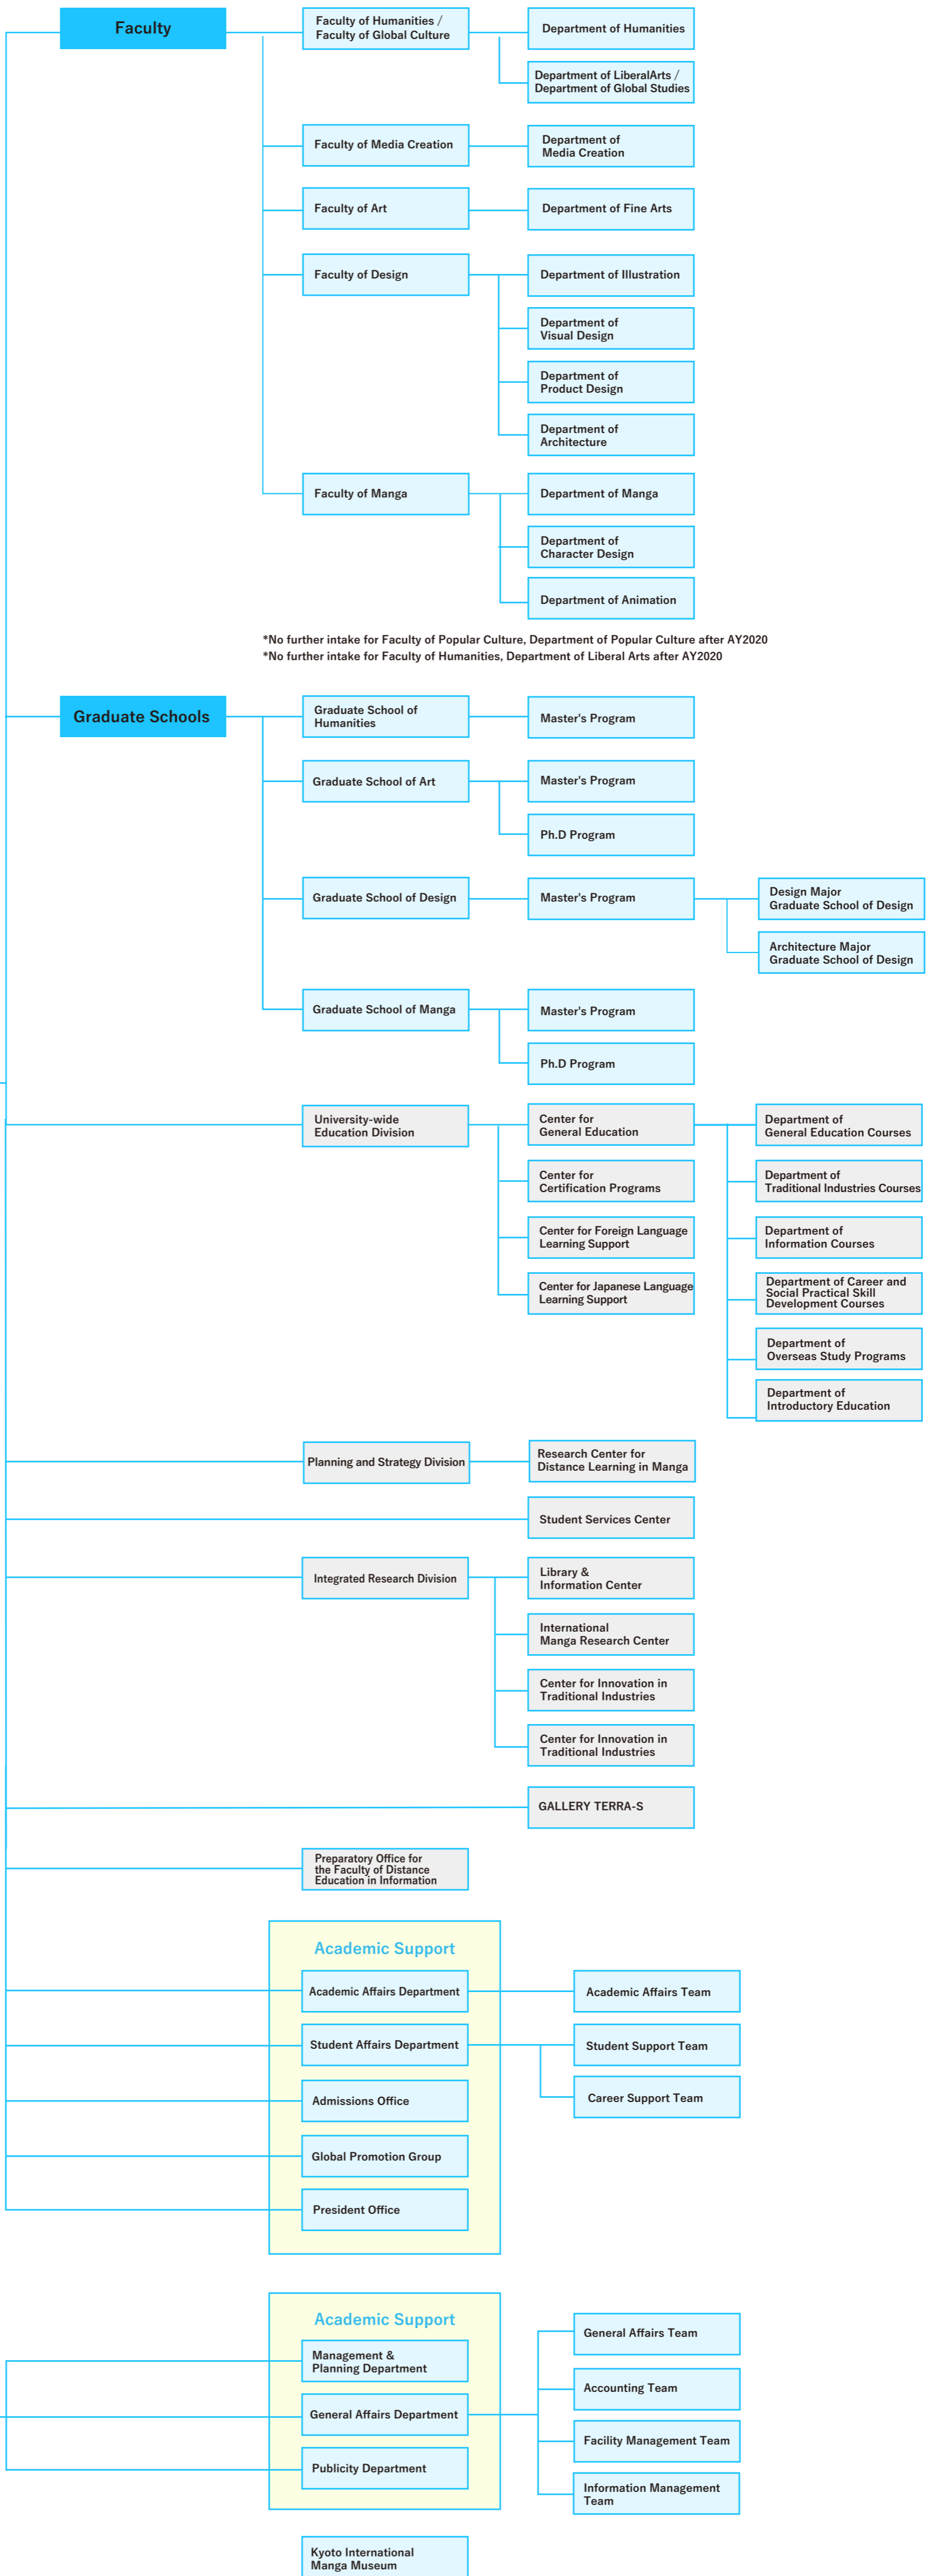 Faculty
Faculty of Humanities /
Faculty of Global Culture
Department of Humanities
Department of LiberalArts /
Department of Global Studies
Faculty of Media Creation
Department of
Media Creation
Faculty of Art
Department of Fine Arts
Faculty of Design
Department of Illustration
Department of
Visual Design
Department of
Product Design
Department of
Architecture
Faculty of Manga
Department of Manga
Department of
Character Design
Department of Animation
*No further intake for Faculty of Popular Culture, Department of Popular Culture after AY2020
*No further intake for Faculty of Humanities, Department of Liberal Arts after AY2020
Graduate Schools
Graduate School of
Humanities
Master's Program
Graduate School of Art
Master's Program
Ph.D Program
Graduate School of Design
Master's Program
Design Major
Graduate School of Design
Architecture Major
Graduate School of Design
Graduate School of Manga
Master's Program
Ph.D Program
University-wide
Education Division
Center for
General Education
Department of
General Education Courses
Center for
Certification Programs
Department of
Traditional Industries Courses
Center for Foreign Language
Learning Support
Department of
Information Courses
Center for Japanese Language
Learning Support
Department of Career and
Social Practical Skill
Development Courses
Department of
Overseas Study Programs
Department of
Introductory Education
Planning and Strategy Division
Research Center for
Distance Learning in Manga
Student Services Center
Integrated Research Division
Library &
Information Center
International
Manga Research Center
Center for Innovation in
Traditional Industries
Center for Innovation in
Traditional Industries
GALLERY TERRA-S
Preparatory Office for
the Faculty of Distance
Education in Information
Academic Support
Academic Affairs Department
Academic Affairs Team
Student Affairs Department
Student Support Team
Career Support Team
Admissions Office
Global Promotion Group
President Office
Academic Support
Management &
Planning Department
General Affairs Team
General Affairs Department
Accounting Team
Facility Management Team
Publicity Department
Information Management
Team
Kyoto International
Manga Museum